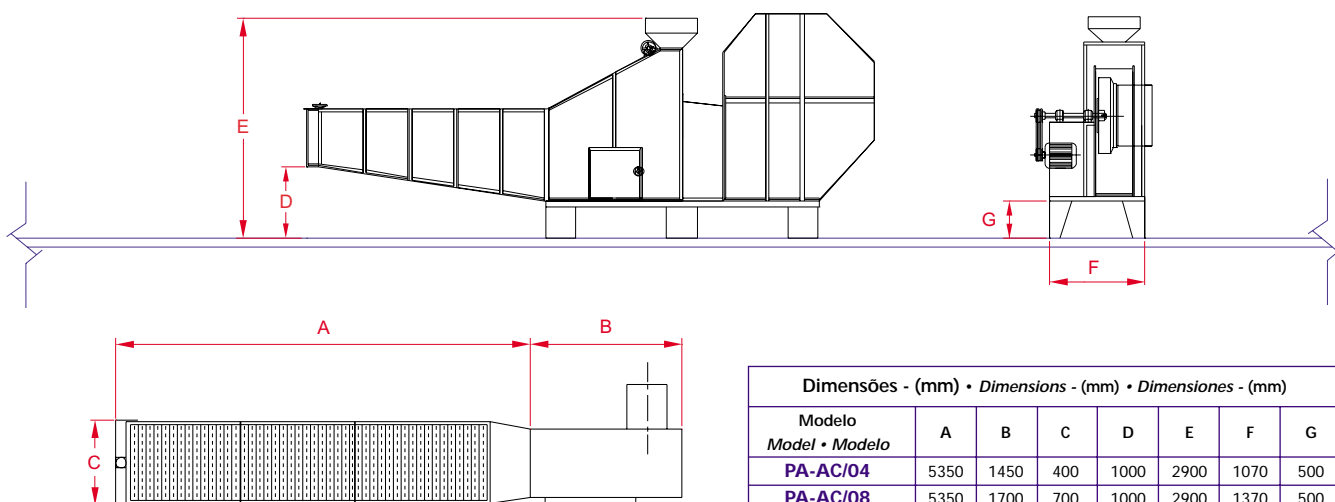 E
D
G
F
A
B
C
Dimensões - (mm) • Dimensions - (mm) • Dimensiones - (mm)
Modelo
Model • Modelo
A B C D E F G
PA-AC/04 5350 1450 400 1000 2900 1070 500
PA-AC/08 5350 1700 700 1000 2900 1370 500